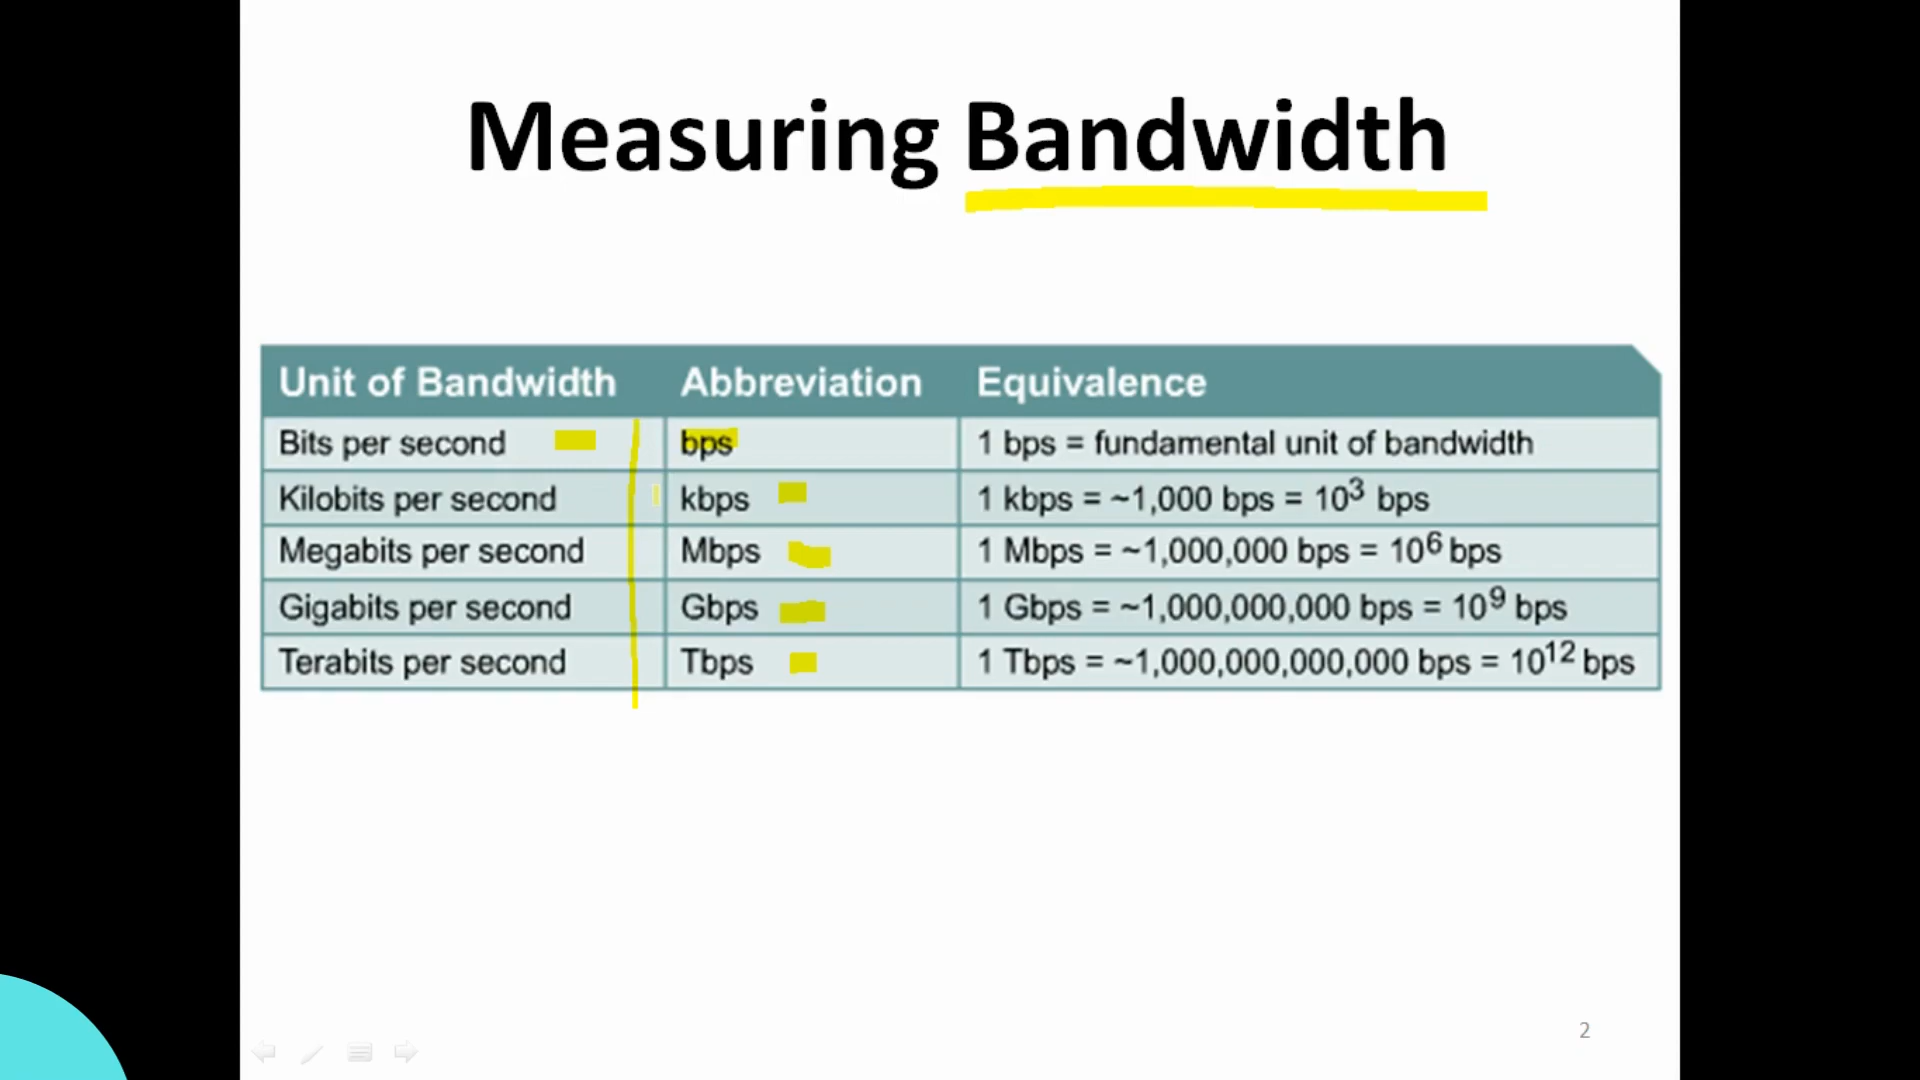 Measuring Bandwidth
Unit of Bandwidth Abbreviation Equivalence
Bits per second bps 1 bps = fundamental unit of bandwidth
Kilobits per second kbps 1 kbps = ~1,000 bps = 10³ bps
Megabits per second Mbps 1 Mbps = ~1,000,000 bps = 10⁶ bps
Gigabits per second Gbps 1 Gbps = ~1,000,000,000 bps = 10⁹ bps
Terabits per second Tbps 1 Tbps = ~1,000,000,000,000 bps = 10¹² bps
2